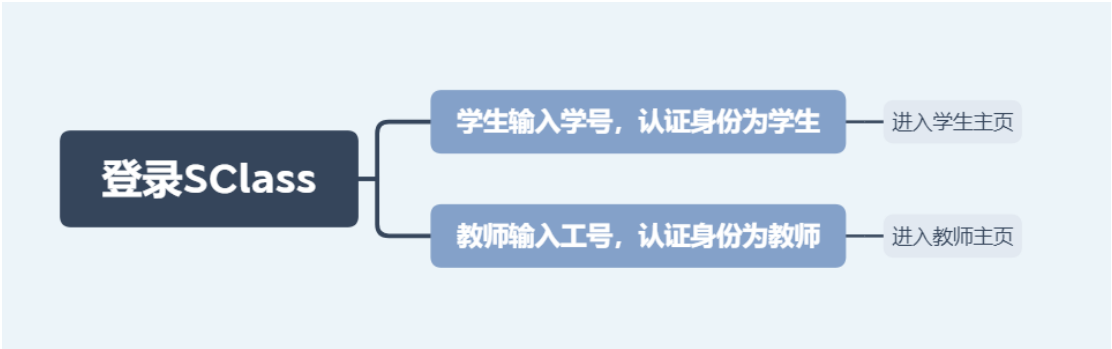 登录SClass
学生输入学号，认证身份为学生
进入学生主页
教师输入工号，认证身份为教师
进入教师主页